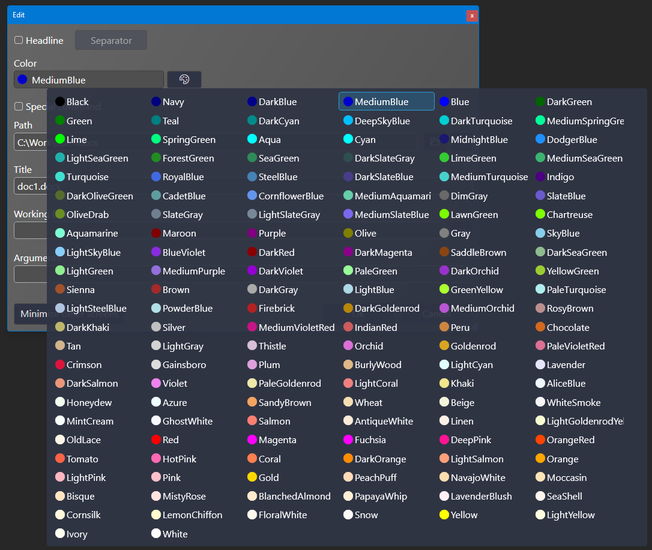 Edit
x
Headline Separator
Color
MediumBlue
Black Navy DarkBlue MediumBlue Blue DarkGreen
Spec
Green Teal DarkCyan DeepSkyBlue DarkTurquoise MediumSpringGre
Path
Lime SpringGreen Aqua Cyan MidnightBlue DodgerBlue
C:\Wor
LightSeaGreen ForestGreen SeaGreen DarkSlateGray LimeGreen MediumSeaGreen
Title
Turquoise RoyalBlue SteelBlue DarkSlateBlue MediumTurquoise Indigo
doc1.d
DarkOliveGreen CadetBlue CornflowerBlue MediumAquamari DimGray SlateBlue
Working
OliveDrab SlateGray LightSlateGray MediumSlateBlue LawnGreen Chartreuse
Aquamarine Maroon Purple Olive Gray SkyBlue
LightSkyBlue BlueViolet DarkRed DarkMagenta SaddleBrown DarkSeaGreen
Argume
LightGreen MediumPurple DarkViolet PaleGreen DarkOrchid YellowGreen
Sienna Brown DarkGray LightBlue GreenYellow PaleTurquoise
Minim
LightSteelBlue PowderBlue Firebrick DarkGoldenrod MediumOrchid RosyBrown
DarkKhaki Silver MediumVioletRed IndianRed Peru Chocolate
Tan LightGray Thistle Orchid Goldenrod PaleVioletRed
Crimson Gainsboro Plum BurlyWood LightCyan Lavender
DarkSalmon Violet PaleGoldenrod LightCoral Khaki AliceBlue
Honeydew Azure SandyBrown Wheat Beige WhiteSmoke
MintCream GhostWhite Salmon AntiqueWhite Linen LightGoldenrodYel
OldLace Red Magenta Fuchsia DeepPink OrangeRed
Tomato HotPink Coral DarkOrange LightSalmon Orange
LightPink Pink Gold PeachPuff NavajoWhite Moccasin
Bisque MistyRose BlanchedAlmond PapayaWhip LavenderBlush SeaShell
Cornsilk LemonChiffon FloralWhite Snow Yellow LightYellow
Ivory White